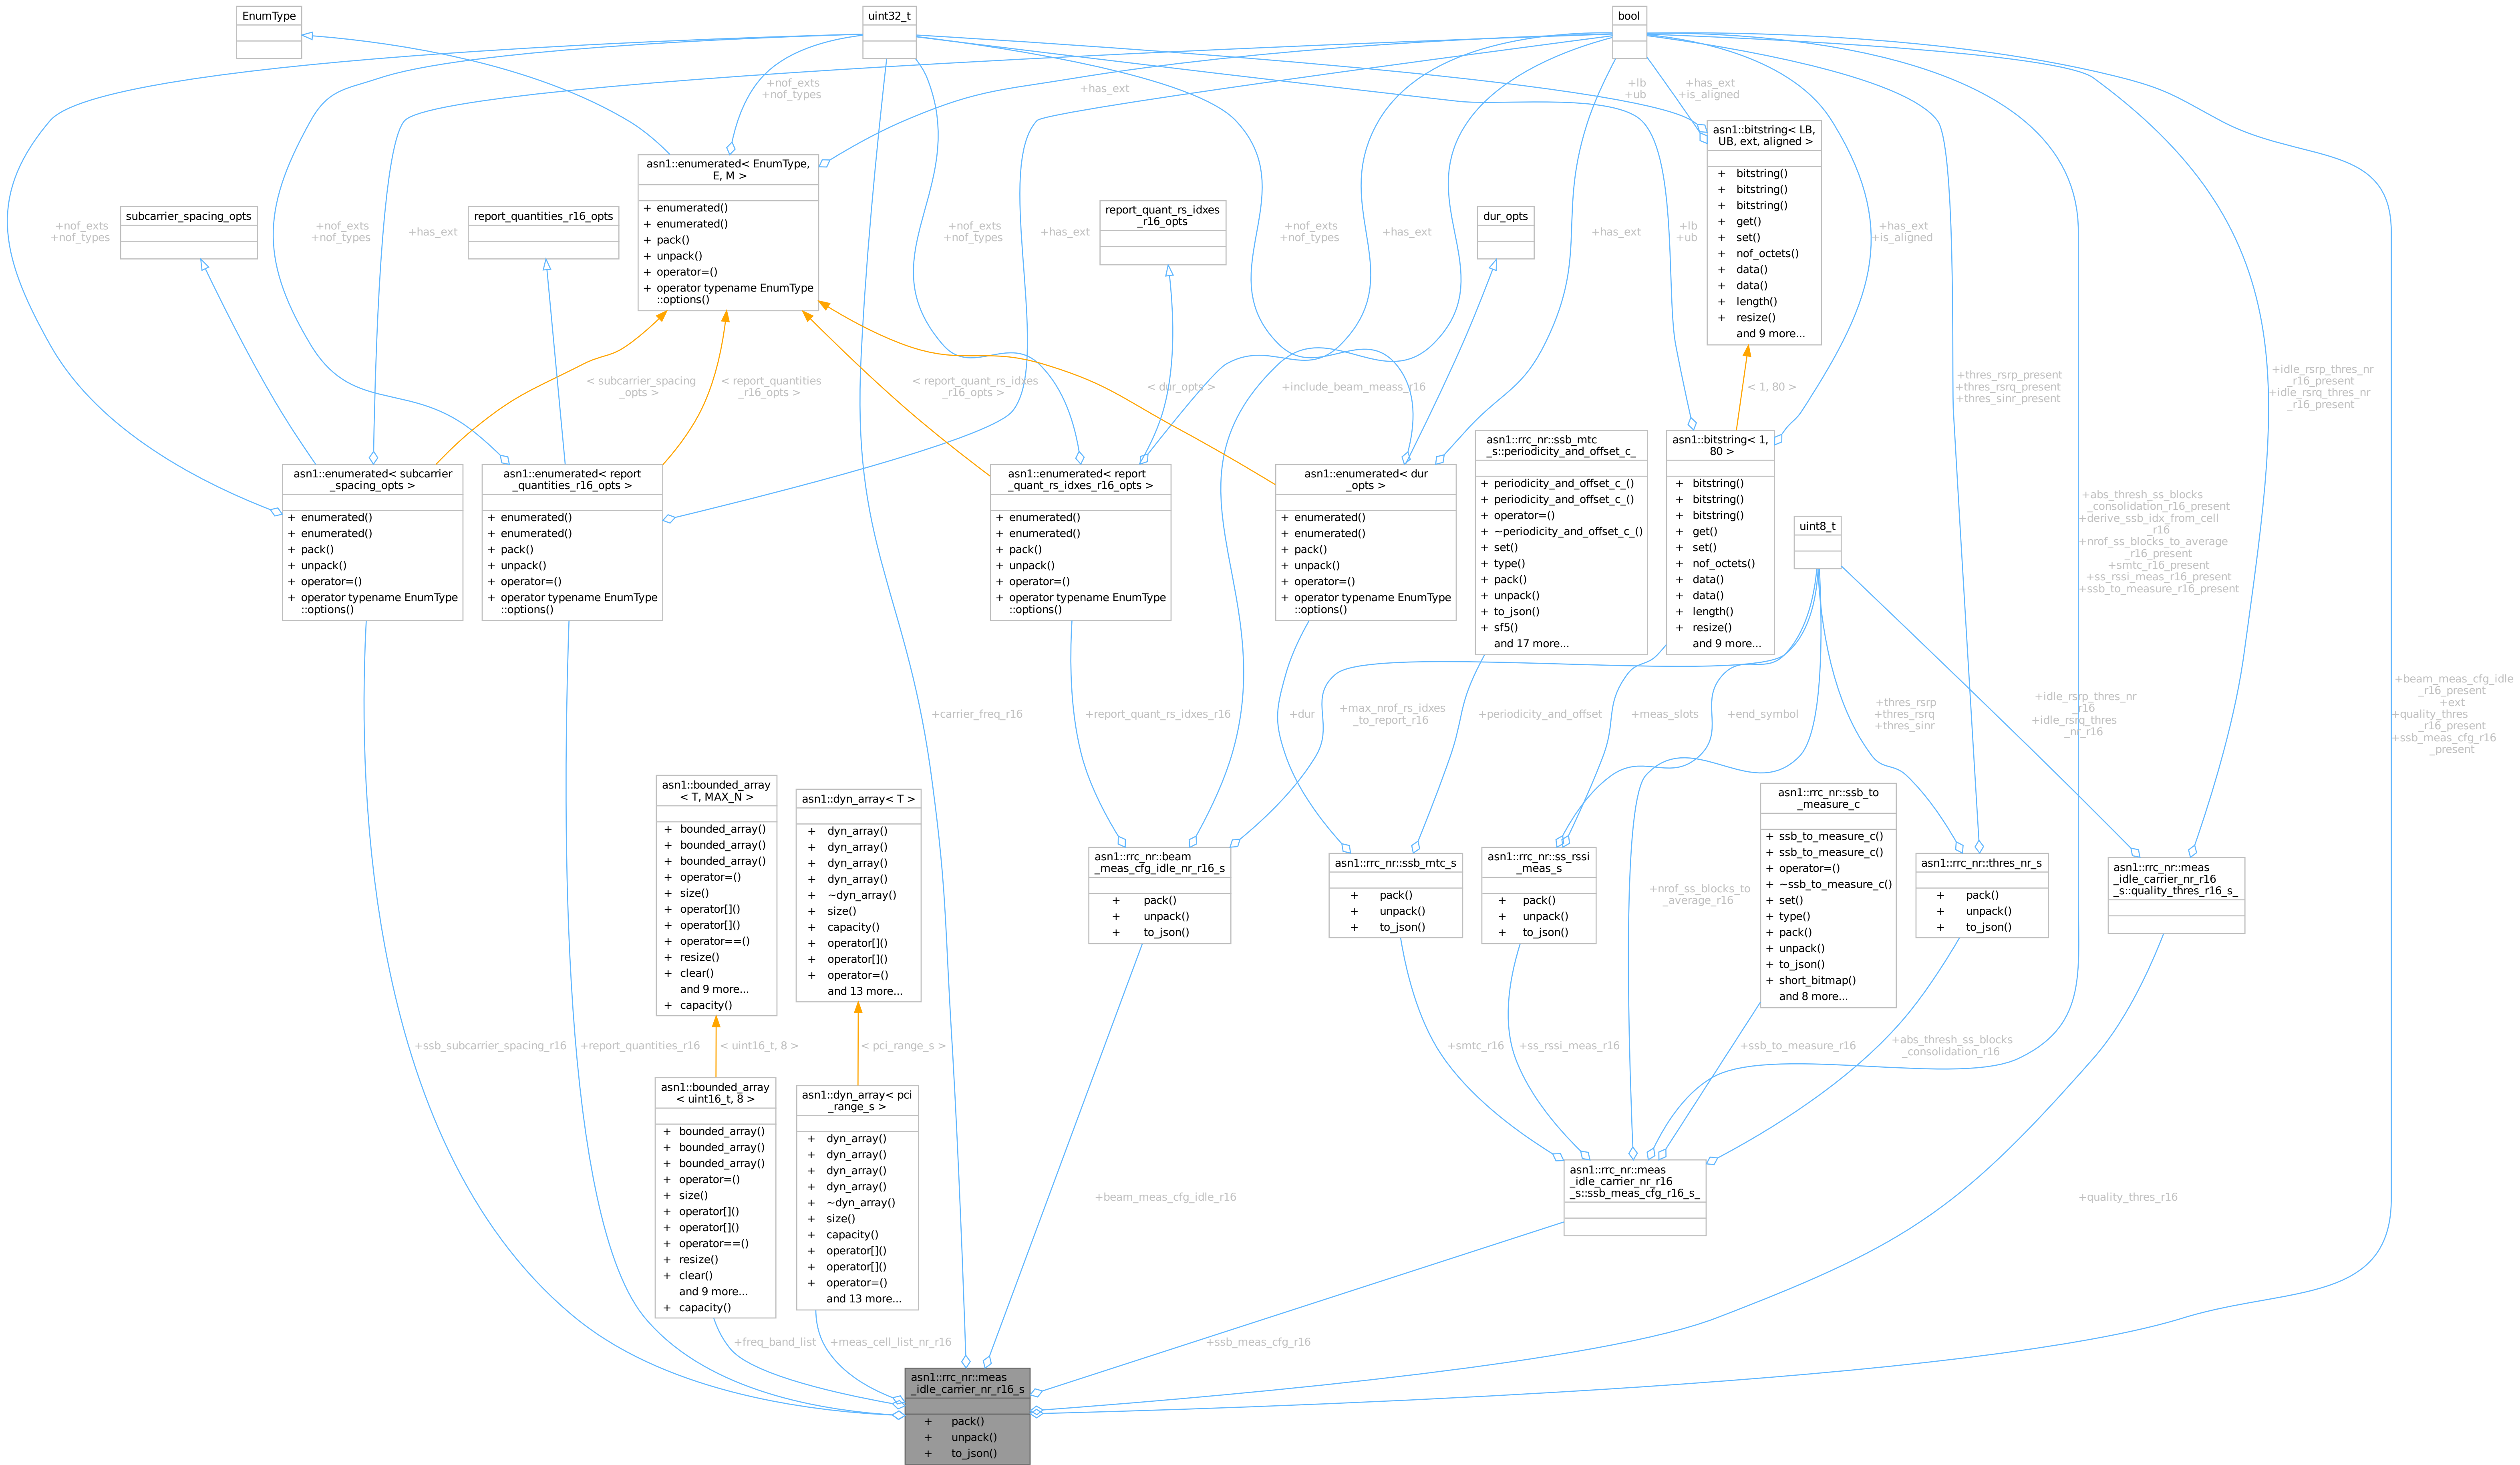 EnumType
uint32_t
bool
+nof_exts
+nof_types
+has_ext
+lb
+ub
+has_ext
+is_aligned
asn1::bitstring< LB,
UB, ext, aligned >
+ bitstring()
+ bitstring()
+ bitstring()
+ get()
+ set()
+ nof_octets()
+ data()
+ data()
+ length()
+ resize()
and 9 more...
asn1::enumerated< EnumType,
E, M >
+ enumerated()
+ enumerated()
+ pack()
+ unpack()
+ operator=()
+ operator typename EnumType
::options()
+nof_exts
+nof_types
subcarrier_spacing_opts
+nof_exts
+nof_types
+has_ext
report_quantities_r16_opts
+nof_exts
+nof_types
+has_ext
report_quant_rs_idxes
_r16_opts
+nof_exts
+nof_types
+has_ext
dur_opts
+has_ext
+lb
+ub
+has_ext
+is_aligned
< subcarrier_spacing
_opts >
< report_quantities
_r16_opts >
< report_quant_rs_idxes
_r16_opts >
< dur_opts >
+include_beam_meass_r16
< 1, 80 >
+thres_rsrp_present
+thres_rsrq_present
+thres_sinr_present
+idle_rsrp_thres_nr
_r16_present
+idle_rsrq_thres_nr
_r16_present
asn1::enumerated< subcarrier
_spacing_opts >
+ enumerated()
+ enumerated()
+ pack()
+ unpack()
+ operator=()
+ operator typename EnumType
::options()
asn1::enumerated< report
_quantities_r16_opts >
+ enumerated()
+ enumerated()
+ pack()
+ unpack()
+ operator=()
+ operator typename EnumType
::options()
asn1::enumerated< report
_quant_rs_idxes_r16_opts >
+ enumerated()
+ enumerated()
+ pack()
+ unpack()
+ operator=()
+ operator typename EnumType
::options()
asn1::enumerated< dur
_opts >
+ enumerated()
+ enumerated()
+ pack()
+ unpack()
+ operator=()
+ operator typename EnumType
::options()
asn1::rrc_nr::ssb_mtc
_s::periodicity_and_offset_c_
+ periodicity_and_offset_c_()
+ periodicity_and_offset_c_()
+ operator=()
+ ~periodicity_and_offset_c_()
+ set()
+ type()
+ pack()
+ unpack()
+ to_json()
+ sf5()
and 17 more...
asn1::bitstring< 1,
80 >
+ bitstring()
+ bitstring()
+ bitstring()
+ get()
+ set()
+ nof_octets()
+ data()
+ data()
+ length()
+ resize()
and 9 more...
uint8_t
+abs_thresh_ss_blocks
_consolidation_r16_present
+derive_ssb_idx_from_cell
_r16
+nrof_ss_blocks_to_average
_r16_present
+smtc_r16_present
+ss_rssi_meas_r16_present
+ssb_to_measure_r16_present
+carrier_freq_r16
+report_quant_rs_idxes_r16
+dur
+max_nrof_rs_idxes
_to_report_r16
+periodicity_and_offset
+meas_slots
+end_symbol
+thres_rsrp
+thres_rsrq
+thres_sinr
+idle_rsrp_thres_nr
_r16
+idle_rsrq_thres
_nr_r16
+beam_meas_cfg_idle
_r16_present
+ext
+quality_thres
_r16_present
+ssb_meas_cfg_r16
_present
asn1::bounded_array
< T, MAX_N >
+ bounded_array()
+ bounded_array()
+ bounded_array()
+ operator=()
+ size()
+ operator[]()
+ operator[]()
+ operator==()
+ resize()
+ clear()
and 9 more...
+ capacity()
asn1::dyn_array< T >
+ dyn_array()
+ dyn_array()
+ dyn_array()
+ dyn_array()
+ ~dyn_array()
+ size()
+ capacity()
+ operator[]()
+ operator[]()
+ operator=()
and 13 more...
asn1::rrc_nr::beam
_meas_cfg_idle_nr_r16_s
+ pack()
+ unpack()
+ to_json()
asn1::rrc_nr::ssb_mtc_s
+ pack()
+ unpack()
+ to_json()
asn1::rrc_nr::ss_rssi
_meas_s
+ pack()
+ unpack()
+ to_json()
+nrof_ss_blocks_to
_average_r16
asn1::rrc_nr::ssb_to
_measure_c
+ ssb_to_measure_c()
+ ssb_to_measure_c()
+ operator=()
+ ~ssb_to_measure_c()
+ set()
+ type()
+ pack()
+ unpack()
+ to_json()
+ short_bitmap()
and 8 more...
asn1::rrc_nr::thres_nr_s
+ pack()
+ unpack()
+ to_json()
asn1::rrc_nr::meas
_idle_carrier_nr_r16
_s::quality_thres_r16_s_
+ssb_subcarrier_spacing_r16
+report_quantities_r16
< uint16_t, 8 >
< pci_range_s >
+smtc_r16
+ss_rssi_meas_r16
+ssb_to_measure_r16
+abs_thresh_ss_blocks
_consolidation_r16
asn1::bounded_array
< uint16_t, 8 >
+ bounded_array()
+ bounded_array()
+ bounded_array()
+ operator=()
+ size()
+ operator[]()
+ operator[]()
+ operator==()
+ resize()
+ clear()
and 9 more...
+ capacity()
asn1::dyn_array< pci
_range_s >
+ dyn_array()
+ dyn_array()
+ dyn_array()
+ dyn_array()
+ ~dyn_array()
+ size()
+ capacity()
+ operator[]()
+ operator[]()
+ operator=()
and 13 more...
+beam_meas_cfg_idle_r16
asn1::rrc_nr::meas
_idle_carrier_nr_r16
_s::ssb_meas_cfg_r16_s_
+quality_thres_r16
+freq_band_list
+meas_cell_list_nr_r16
+ssb_meas_cfg_r16
asn1::rrc_nr::meas
_idle_carrier_nr_r16_s
+ pack()
+ unpack()
+ to_json()